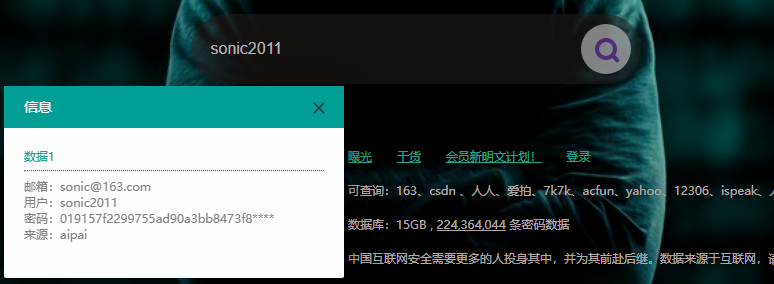 sonic2011
信息
数据1
邮箱：sonic@163.com
用户：sonic2011
密码：019157f2299755ad90a3bb8473f8****
来源：aipai
曝光 干货 会员新明文计划！ 登录
可查询：163、csdn 、人人、爱拍、7k7k、acfun、yahoo、12306、ispeak、
数据库：15GB , 224,364,044 条密码数据
中国互联网安全需要更多的人投身其中，并为其前赴后继。数据来源于互联网，请